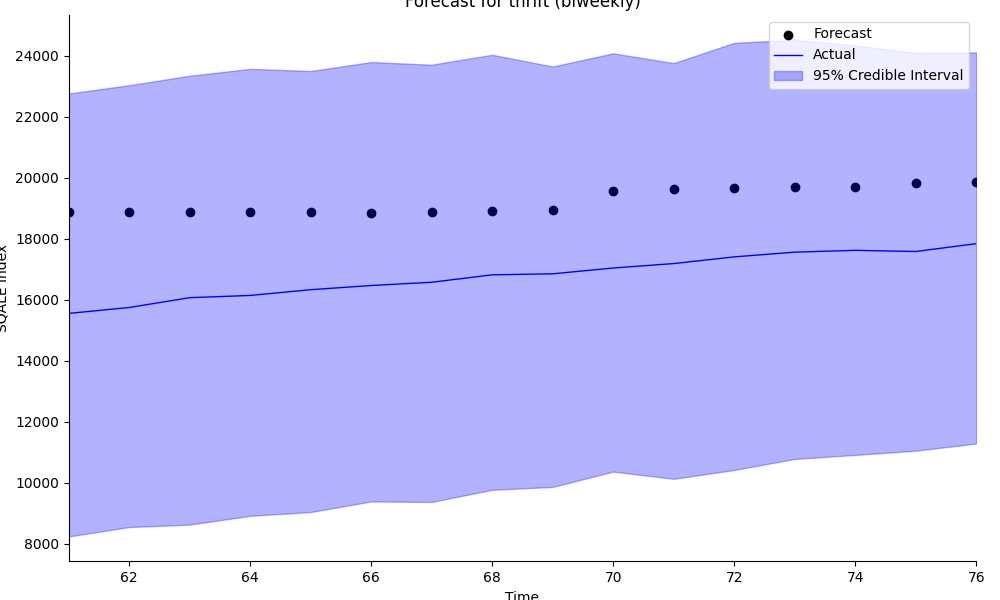 Forecast for thrift (biweekly)
Forecast
Actual
95% Credible Interval
24000
22000
20000
18000
16000
14000
12000
10000
8000
SQALE Index
62
64
66
68
70
72
74
76
Time